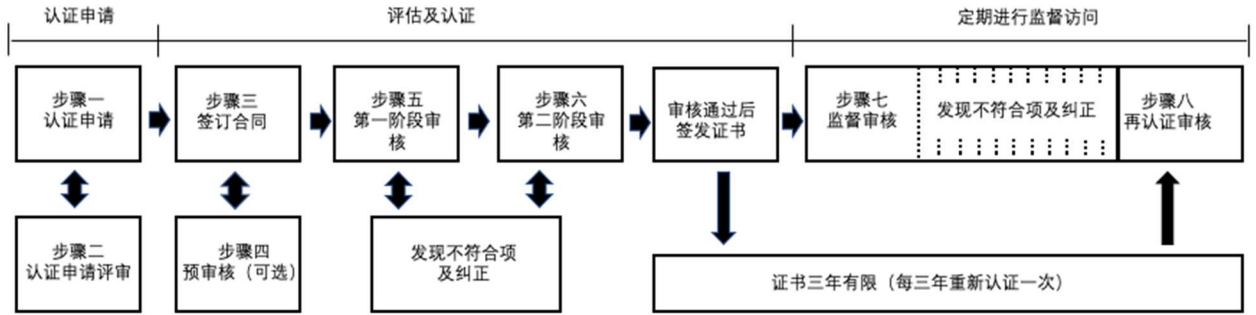 认证申请
评估及认证
定期进行监督访问
步骤一
认证申请
步骤三
签订合同
步骤五
第一阶段审
核
步骤六
第二阶段审
核
审核通过后
签发证书
步骤七
监督审核
发现不符合项及纠正
步骤八
再认证审核
步骤二
认证申请评审
步骤四
预审核（可选）
发现不符合项
及纠正
证书三年有限（每三年重新认证一次）